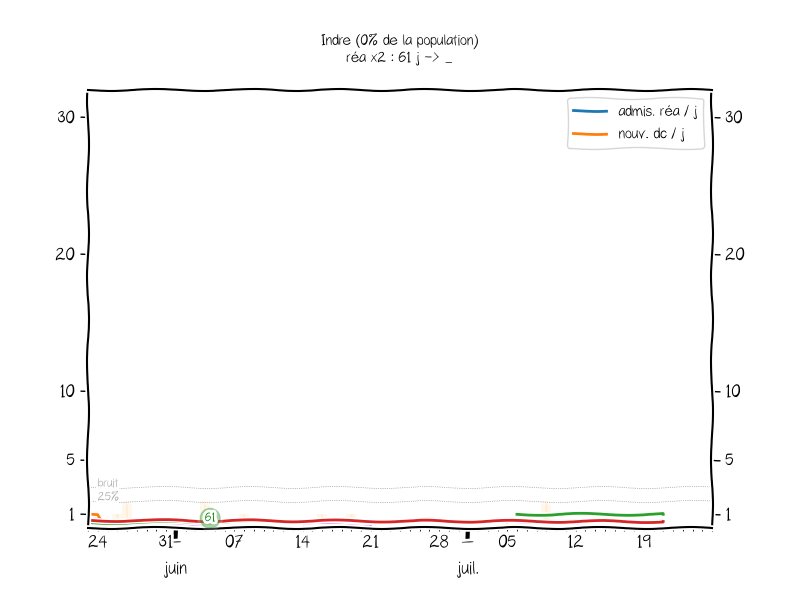 Indre (0% de la population)
réa x2 : 61 j -> _
30
20
10
5
1
30
20
10
5
1
admis. réa / j
nouv. dc / j
bruit
25%
61
24 31 07 14 21 28 05 12 19
juin juil.